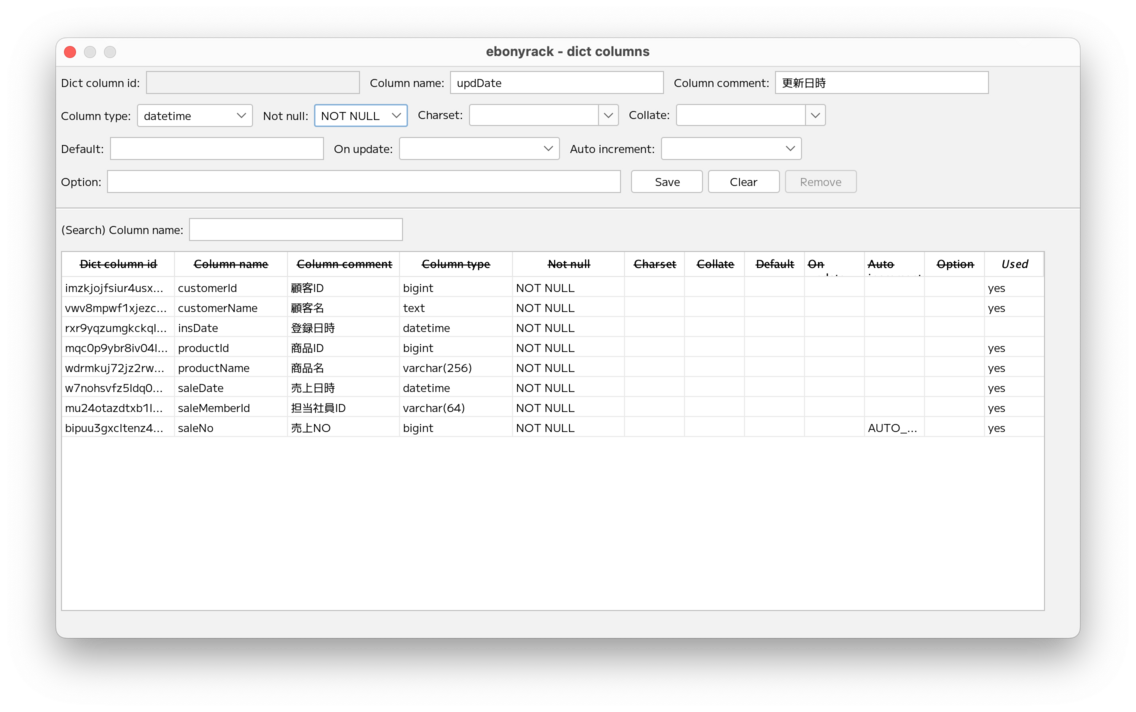 ebonyrack - dict columns
Dict column id: Column name: updDate Column comment: 更新日時
Column type: datetime Not null: NOT NULL Charset: Collate:
Default: On update: Auto increment:
Option: Save Clear Remove
(Search) Column name:
Dict column id Column name Column comment Column type Not null Charset Collate Default On Auto Option Used
imzkjojfsiur4usx... customerId 顧客ID bigint NOT NULL yes
vwv8mpwf1xjezc... customerName 顧客名 text NOT NULL yes
rxr9yqzumgkckql... insDate 登録日時 datetime NOT NULL
mqc0p9ybr8iv04l... productId 商品ID bigint NOT NULL yes
wdrmkuj72jz2rw... productName 商品名 varchar(256) NOT NULL yes
w7nohsvfz5ldq0... saleDate 売上日時 datetime NOT NULL yes
mu24otazdtxb1l... saleMemberId 担当社員ID varchar(64) NOT NULL yes
bipuu3gxcltenz4... saleNo 売上NO bigint NOT NULL AUTO_... yes